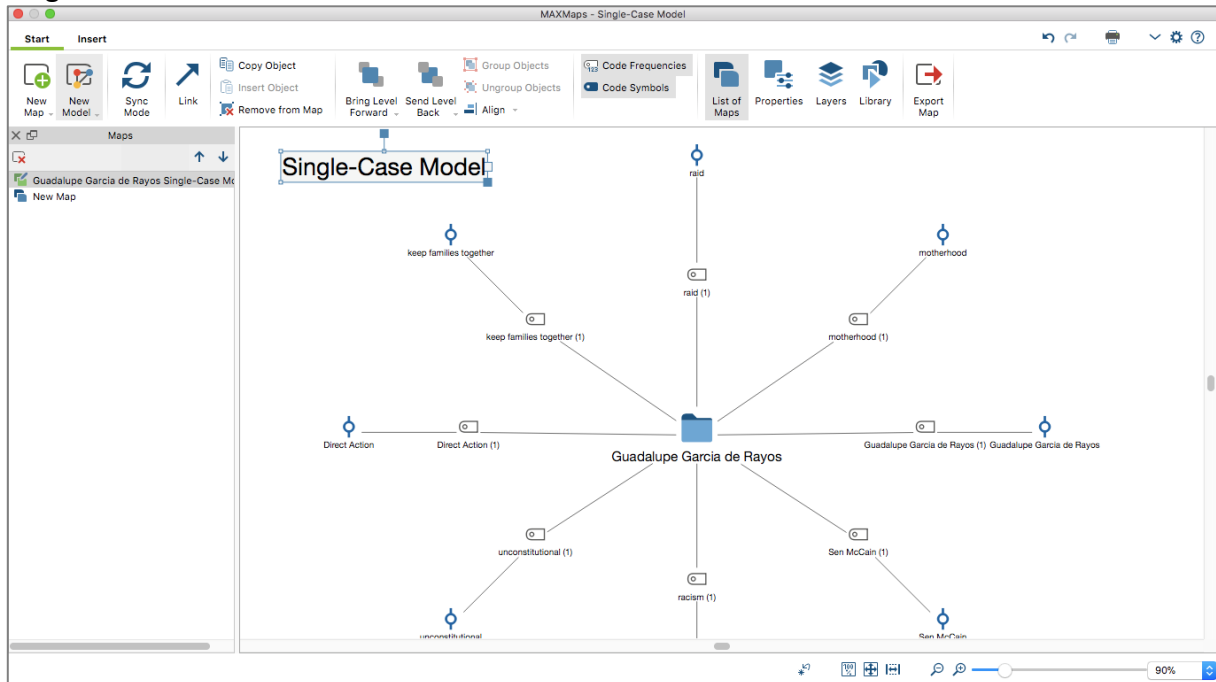 MAXMaps - Single-Case Model
Start Insert
New Map
New Model
Sync Mode
Link
Copy Object
Insert Object
Remove from Map
Bring Level Forward
Send Level Back
Group Objects
Ungroup Objects
Align
123
Code Frequencies
Code Symbols
List of Maps
Properties
Layers
Library
Export Map
Maps
Guadalupe Garcia de Rayos Single-Case Mo
New Map
Single-Case Model
raid
keep families together
motherhood
raid (1)
keep families together (1)
motherhood (1)
Direct Action
Direct Action (1)
Guadalupe Garcia de Rayos (1) Guadalupe Garcia de Rayos
Guadalupe Garcia de Rayos
unconstitutional (1)
Sen McCain (1)
racism (1)
unconstitutional
Sen McCain
100 %
90%